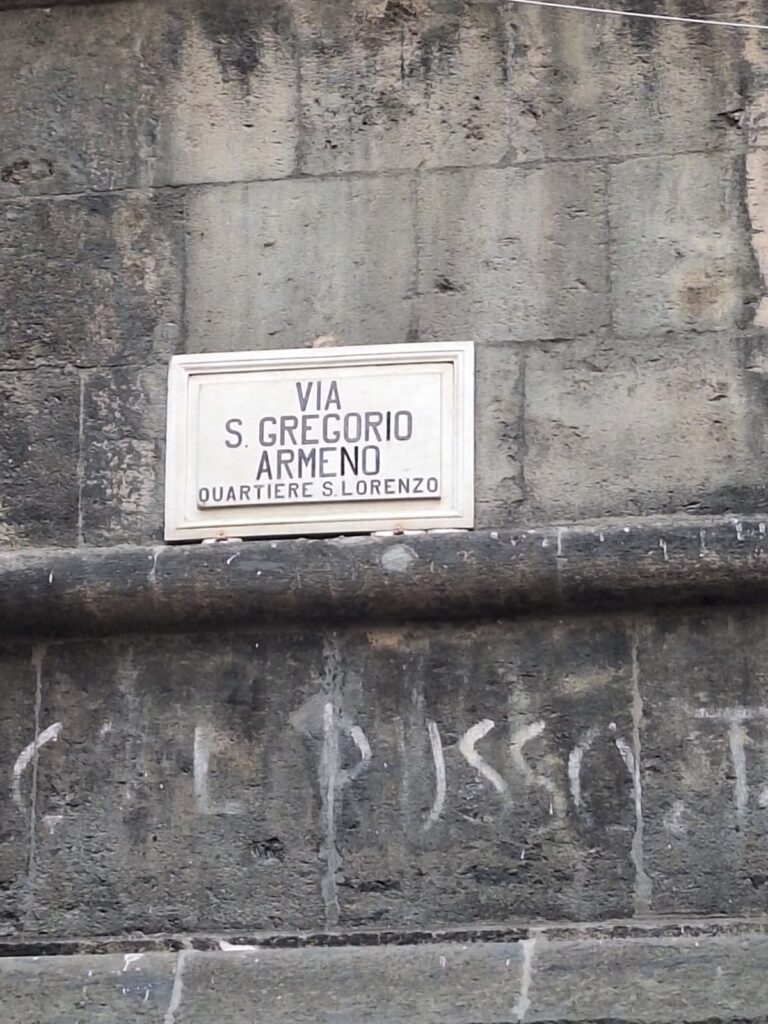 VIA
S. GREGORIO
ARMENO
QUARTIERE S. LORENZO